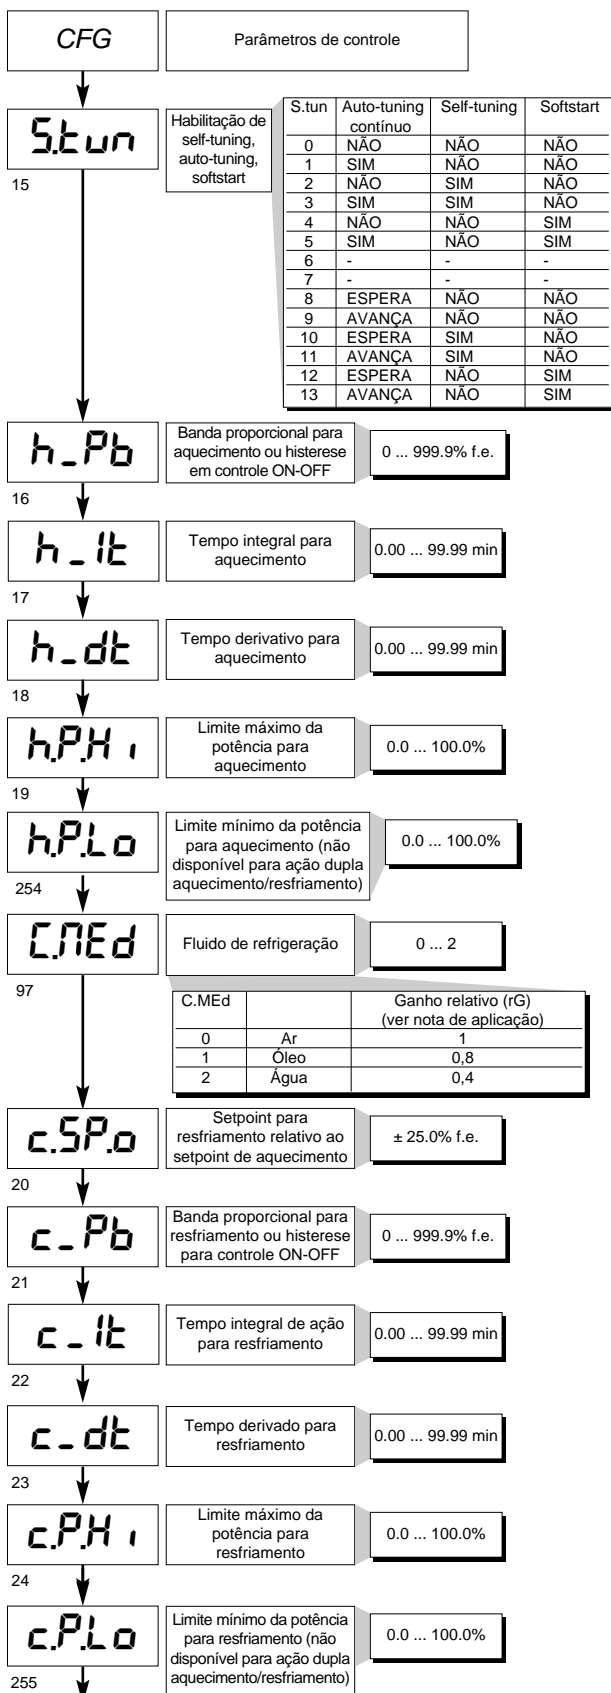 CFG
Parâmetros de controle
S.tun
15
Habilitação de
self-tuning,
auto-tuning,
softstart
S.tun Auto-tuning contínuo Self-tuning Softstart
0 NÃO NÃO NÃO
1 SIM NÃO NÃO
2 NÃO SIM NÃO
3 SIM SIM NÃO
4 NÃO NÃO SIM
5 SIM NÃO SIM
6 - - -
7 - - -
8 ESPERA NÃO NÃO
9 AVANÇA NÃO NÃO
10 ESPERA SIM NÃO
11 AVANÇA SIM NÃO
12 ESPERA NÃO SIM
13 AVANÇA NÃO SIM
h_Pb
16
Banda proporcional para
aquecimento ou histerese
em controle ON-OFF
0 ... 999.9% f.e.
h_It
17
Tempo integral para
aquecimento
0.00 ... 99.99 min
h_dt
18
Tempo derivativo para
aquecimento
0.00 ... 99.99 min
h.P.Hi
19
Limite máximo da
potência para
aquecimento
0.0 ... 100.0%
h.P.Lo
254
Limite mínimo da potência
para aquecimento (não
disponível para ação dupla
aquecimento/resfriamento)
0.0 ... 100.0%
C.MEd
97
Fluido de refrigeração
0 ... 2
C.MEd Ganho relativo (rG)
(ver nota de aplicação)
0 Ar 1
1 Óleo 0,8
2 Água 0,4
c.SP.o
20
Setpoint para
resfriamento relativo ao
setpoint de aquecimento
± 25.0% f.e.
c_Pb
21
Banda proporcional para
resfriamento ou histerese
para controle ON-OFF
0 ... 999.9% f.e.
c_It
22
Tempo integral de ação
para resfriamento
0.00 ... 99.99 min
c_dt
23
Tempo derivado para
resfriamento
0.00 ... 99.99 min
c.P.Hi
24
Limite máximo da
potência para
resfriamento
0.0 ... 100.0%
c.P.Lo
255
Limite mínimo da potência
para resfriamento (não
disponível para ação dupla
aquecimento/resfriamento)
0.0 ... 100.0%